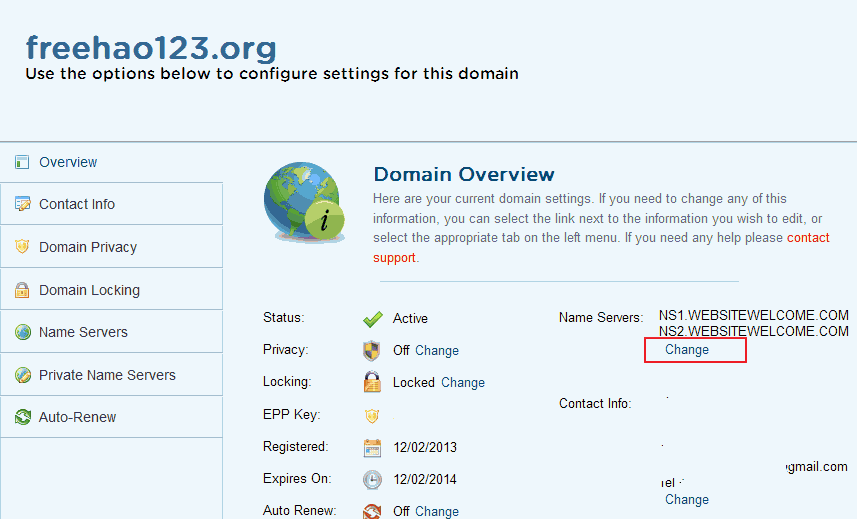 freehao123.org
Use the options below to configure settings for this domain
Overview
Contact Info
Domain Privacy
Domain Locking
Name Servers
Private Name Servers
Auto-Renew
Domain Overview
Here are your current domain settings. If you need to change any of this
information, you can select the link next to the information you wish to edit, or
select the appropriate tab on the left menu. If you need any help please contact
support.
Status: Active
Privacy: Off Change
Locking: Locked Change
EPP Key:
Registered: 12/02/2013
Expires On: 12/02/2014
Auto Renew: Off Change
Name Servers: NS1.WEBSITEWELCOME.COM
NS2.WEBSITEWELCOME.COM
Change
Contact Info:
gmail.com
Change